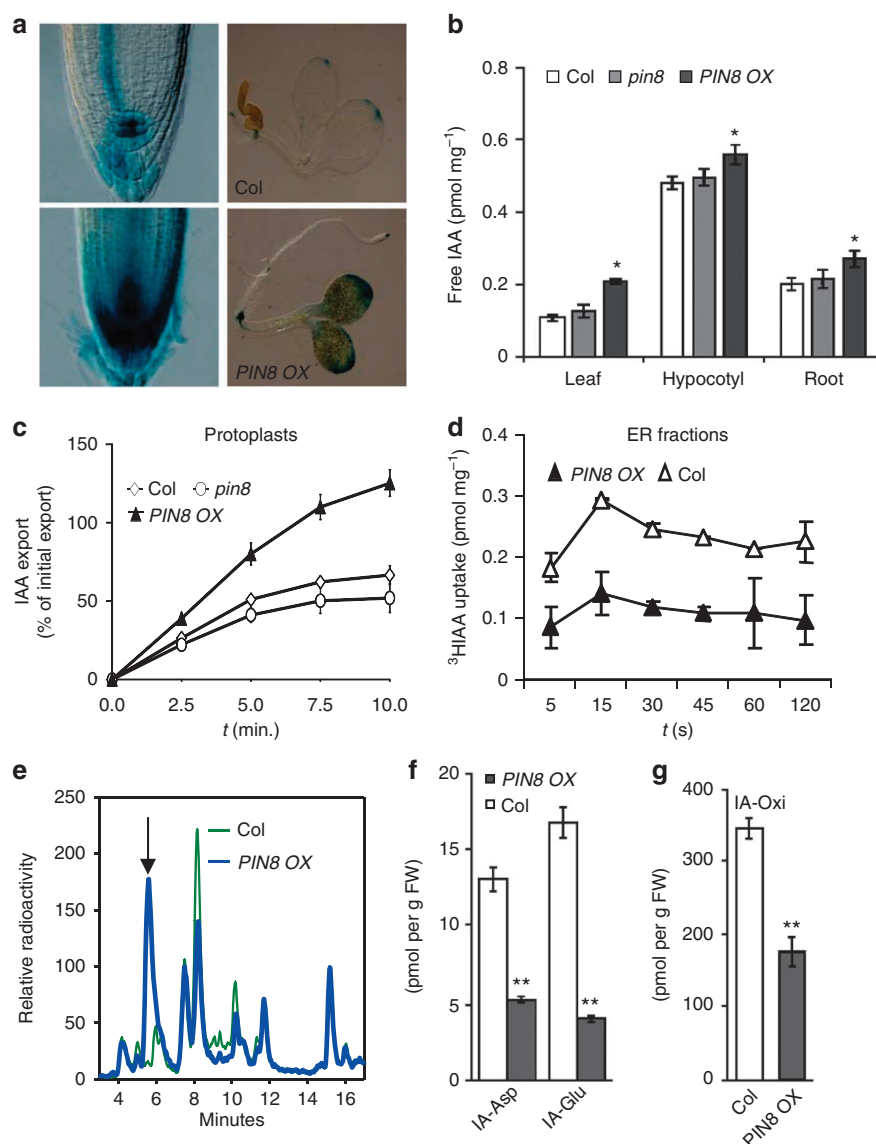 a
Col
PIN8 OX
b
0.8
0.6
0.4
0.2
0
Free IAA (pmol mg⁻¹)
Col pin8 PIN8 OX
*
*
*
Leaf Hypocotyl Root
c
Protoplasts
150
100
50
0
IAA export
(% of initial export)
Col pin8
PIN8 OX
0.0 2.5 5.0 7.5 10.0
t (min.)
d
ER fractions
0.4
0.3
0.2
0.1
0
³HIAA uptake (pmol mg⁻¹)
PIN8 OX Col
5 15 30 45 60 120
t (s)
e
250
200
150
100
50
0
Relative radioactivity
Col
PIN8 OX
4 6 8 10 12 14 16
Minutes
f
20
15
10
5
0
(pmol per g FW)
PIN8 OX
Col
**
**
IA-Asp IA-Glu
g
400
300
200
100
0
(pmol per g FW)
IA-Oxi
**
Col PIN8 OX